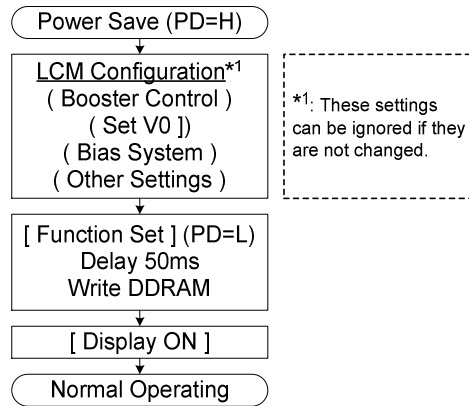 Power Save (PD=H)
LCM Configuration*1
( Booster Control )
( Set V0 ])
( Bias System )
( Other Settings )
*1: These settings
can be ignored if they
are not changed.
[ Function Set ] (PD=L)
Delay 50ms
Write DDRAM
[ Display ON ]
Normal Operating